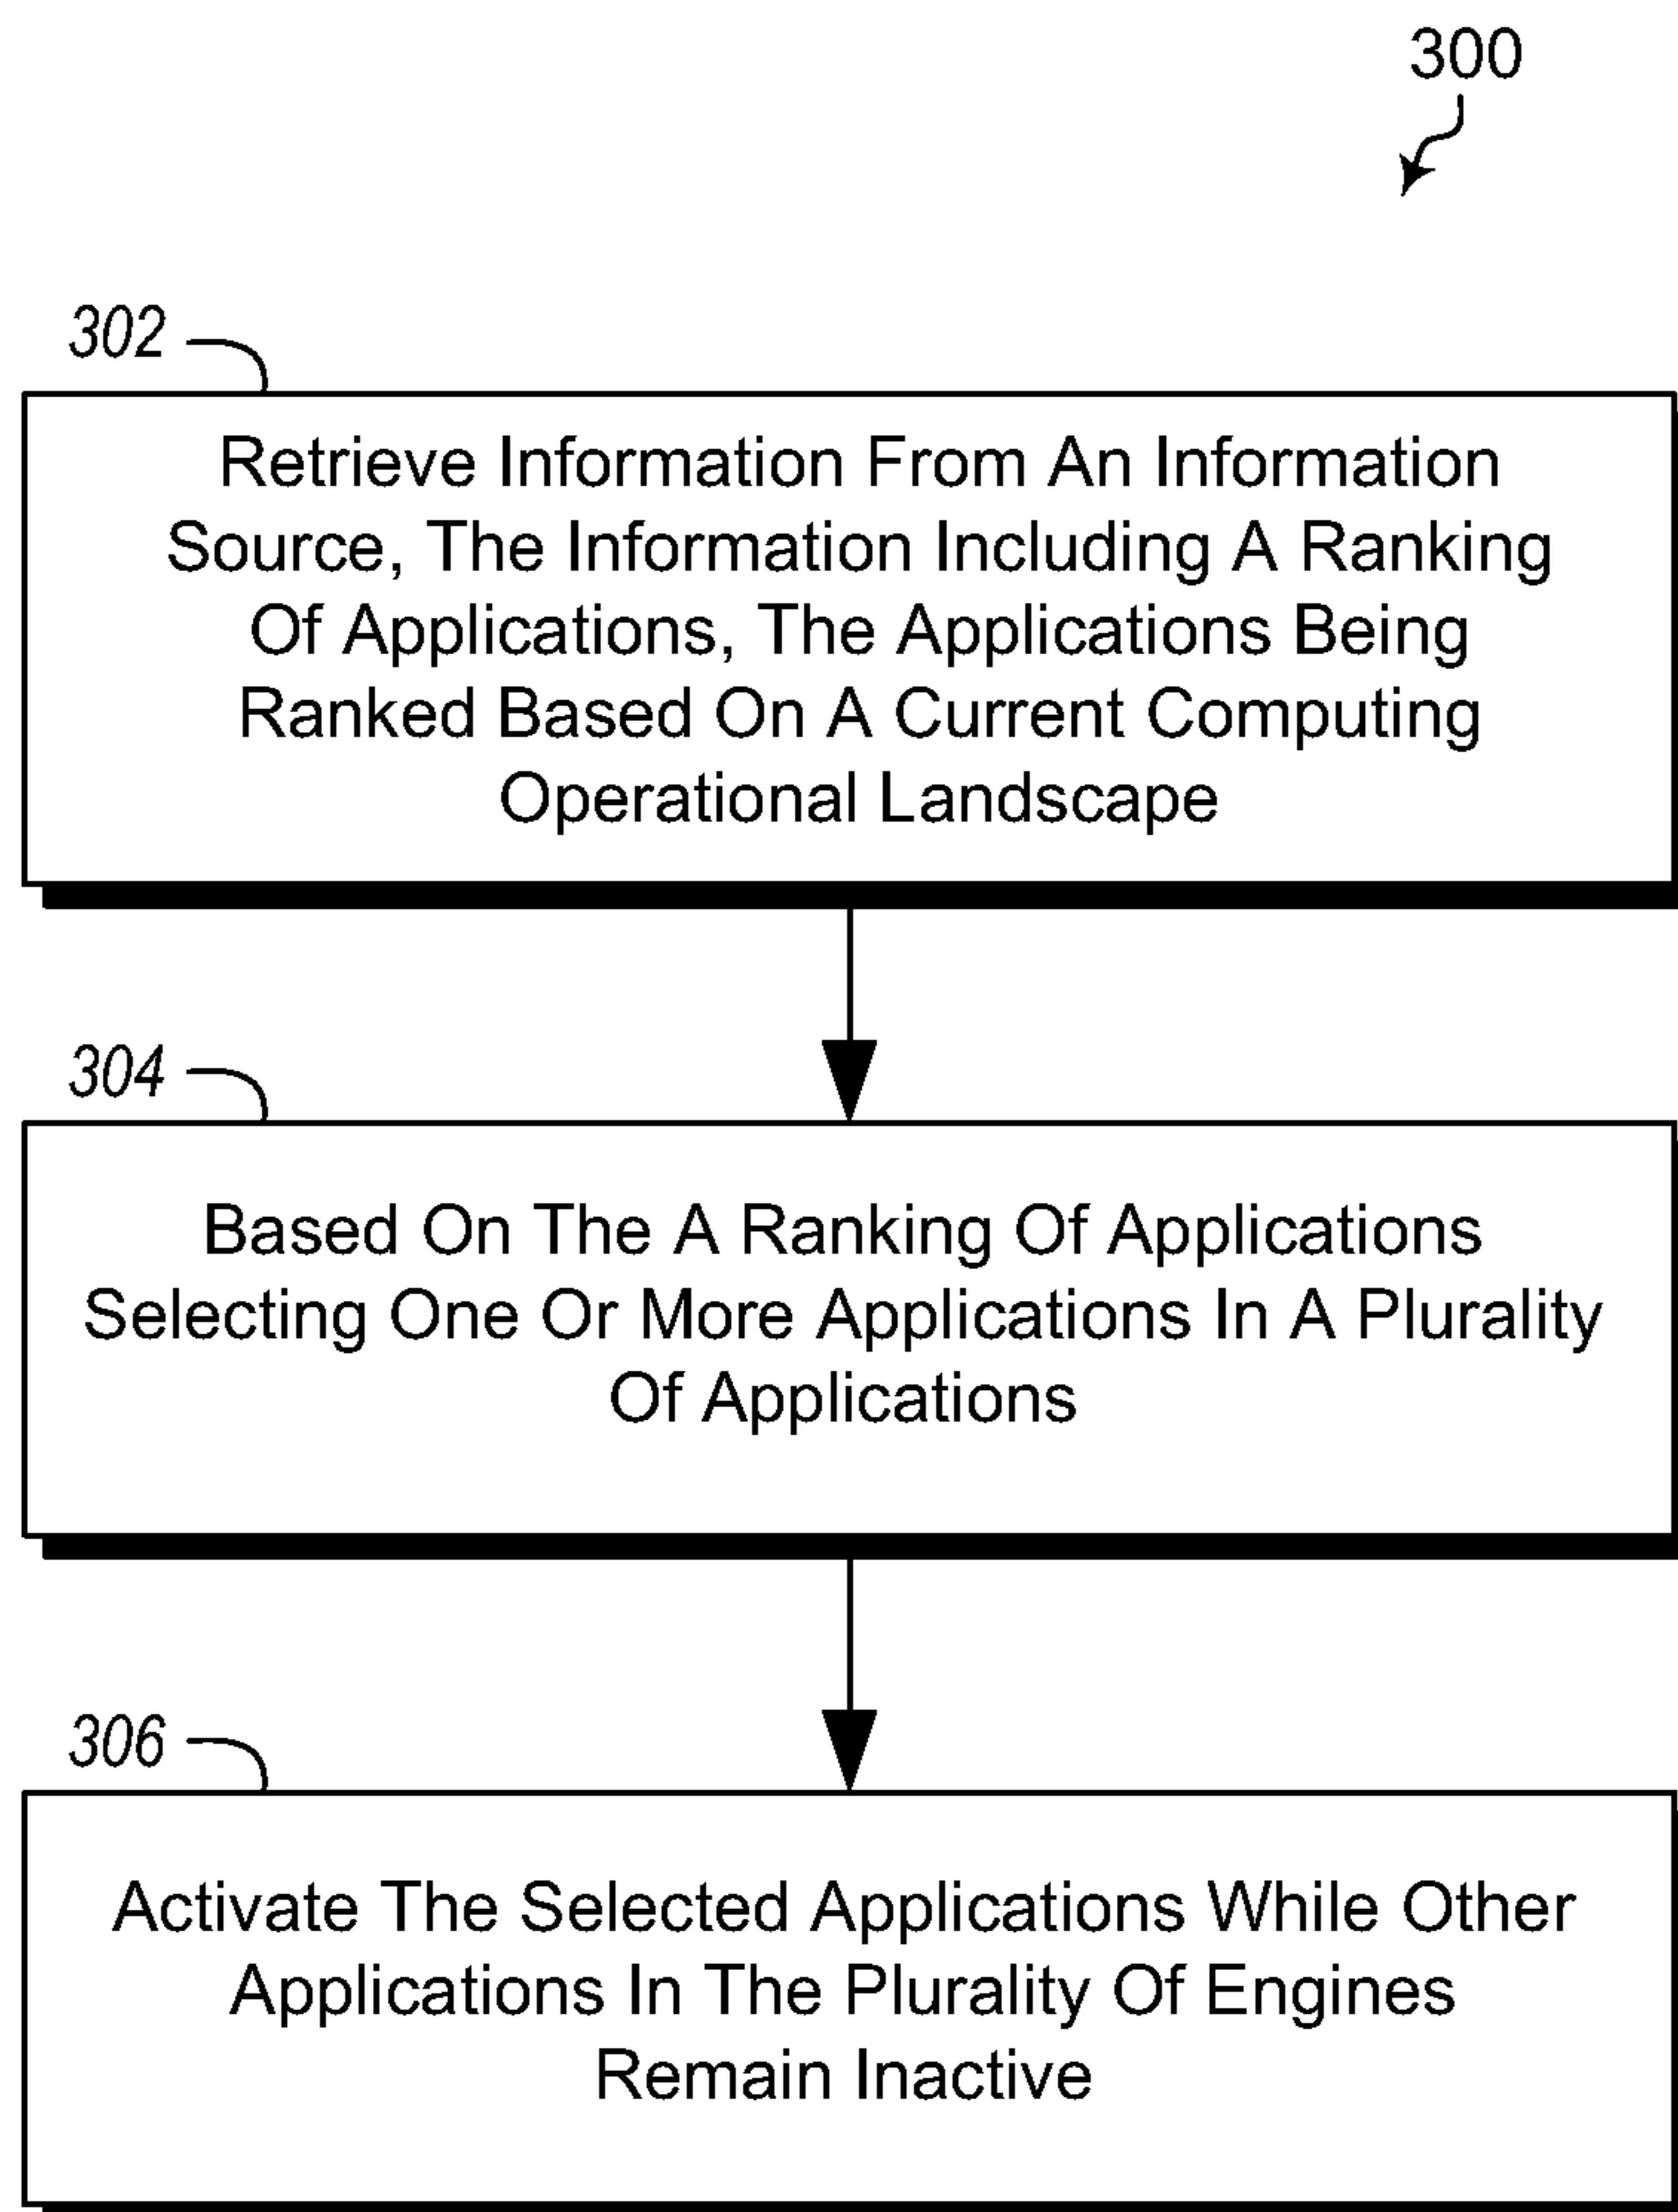 300
302
Retrieve Information From An Information
Source, The Information Including A Ranking
Of Applications, The Applications Being
Ranked Based On A Current Computing
Operational Landscape
304
Based On The A Ranking Of Applications
Selecting One Or More Applications In A Plurality
Of Applications
306
Activate The Selected Applications While Other
Applications In The Plurality Of Engines
Remain Inactive